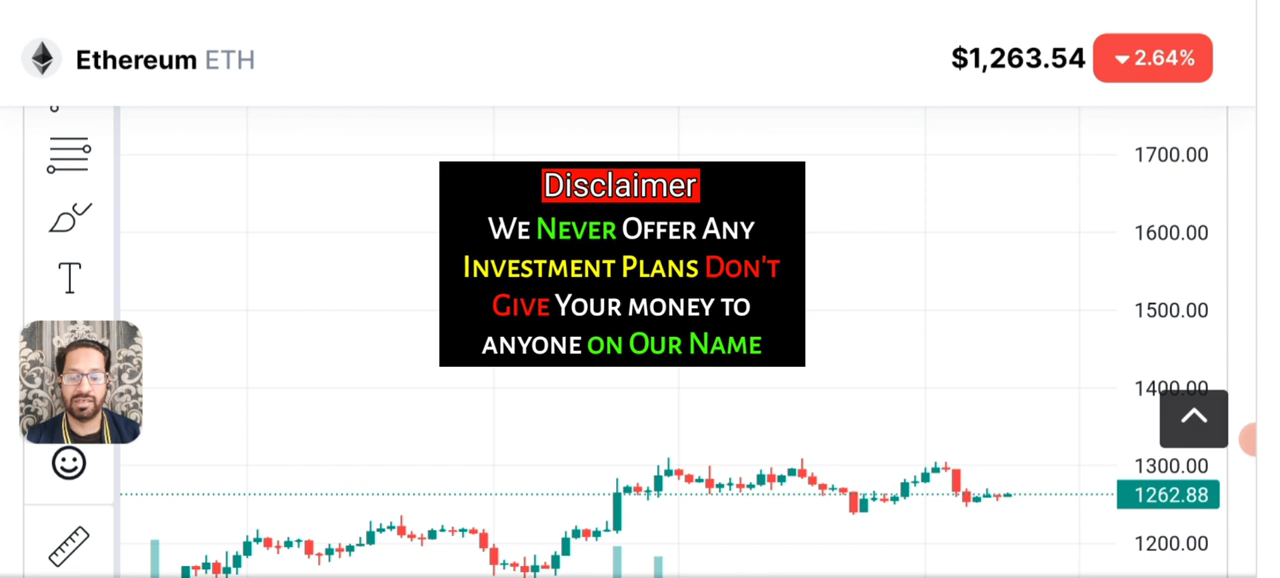 Ethereum ETH
$1,263.54
2.64%
1700.00
Disclaimer
We Never Offer Any
1600.00
Investment Plans Don't
T
Give Your money to
1500.00
anyone on Our Name
1400.00
1300.00
1262.88
1200.00